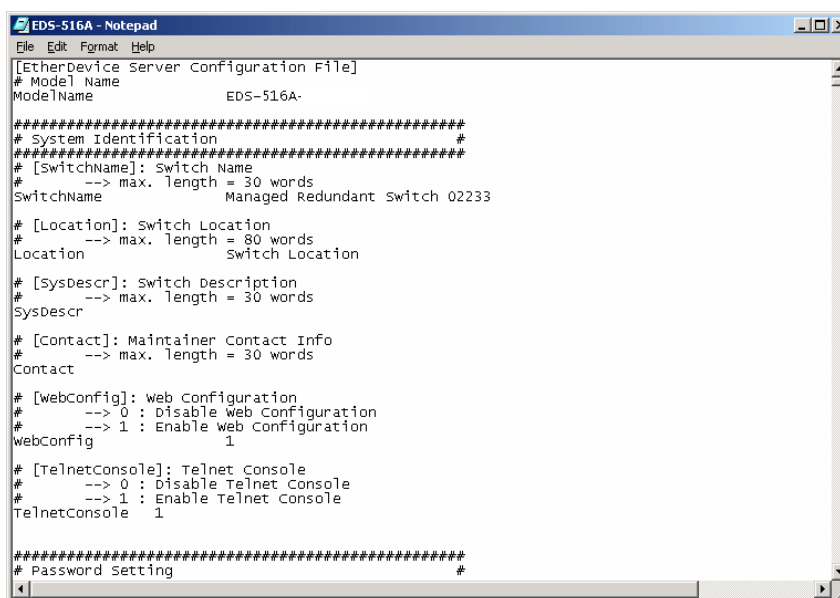 EDS-516A - Notepad
File Edit Format Help
[EtherDevice Server Configuration File]
# Model Name
ModelName EDS-516A-
###################################################
# System Identification #
###################################################
# [SwitchName]: Switch Name
# --> max. length = 30 words
SwitchName Managed Redundant Switch 02233
# [Location]: Switch Location
# --> max. length = 80 words
Location Switch Location
# [SysDescr]: Switch Description
# --> max. length = 30 words
SysDescr
# [Contact]: Maintainer Contact Info
# --> max. length = 30 words
Contact
# [WebConfig]: Web Configuration
# --> 0 : Disable Web Configuration
# --> 1 : Enable Web Configuration
WebConfig 1
# [TelnetConsole]: Telnet Console
# --> 0 : Disable Telnet Console
# --> 1 : Enable Telnet Console
TelnetConsole 1
###################################################
# Password Setting #